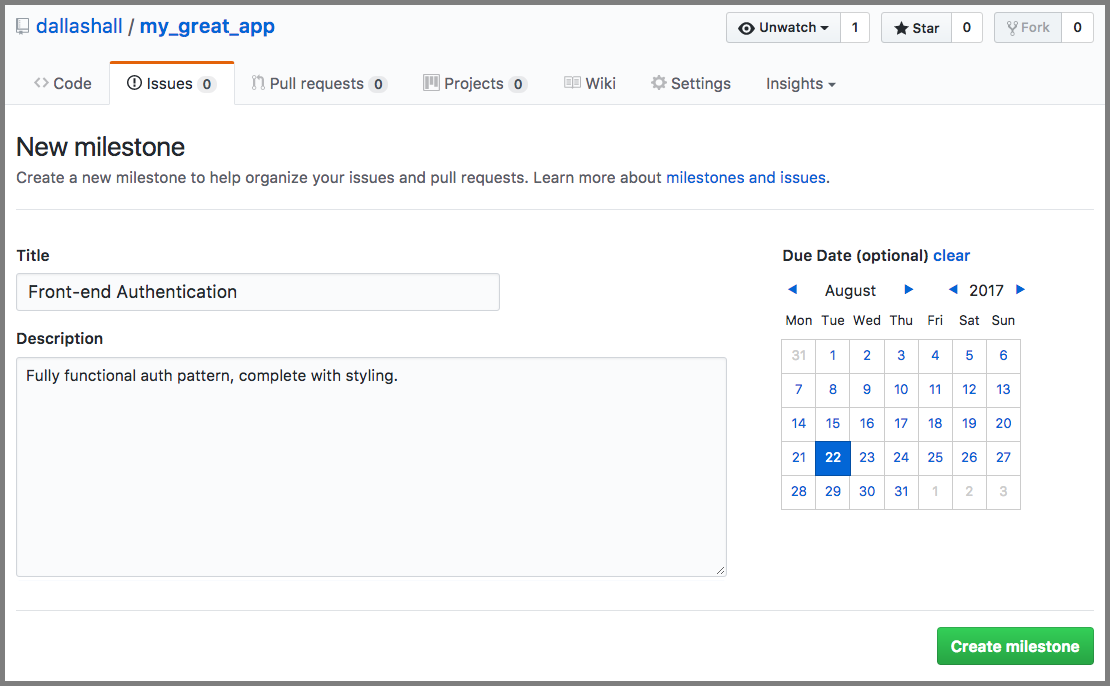 dallashall / my_great_app
Unwatch 1 Star 0 Fork 0
Code Issues 0 Pull requests 0 Projects 0 Wiki Settings Insights
New milestone
Create a new milestone to help organize your issues and pull requests. Learn more about milestones and issues.
Title
Front-end Authentication
Description
Fully functional auth pattern, complete with styling.
Due Date (optional) clear
August 2017
Mon Tue Wed Thu Fri Sat Sun
31 1 2 3 4 5 6
7 8 9 10 11 12 13
14 15 16 17 18 19 20
21 22 23 24 25 26 27
28 29 30 31 1 2 3
Create milestone